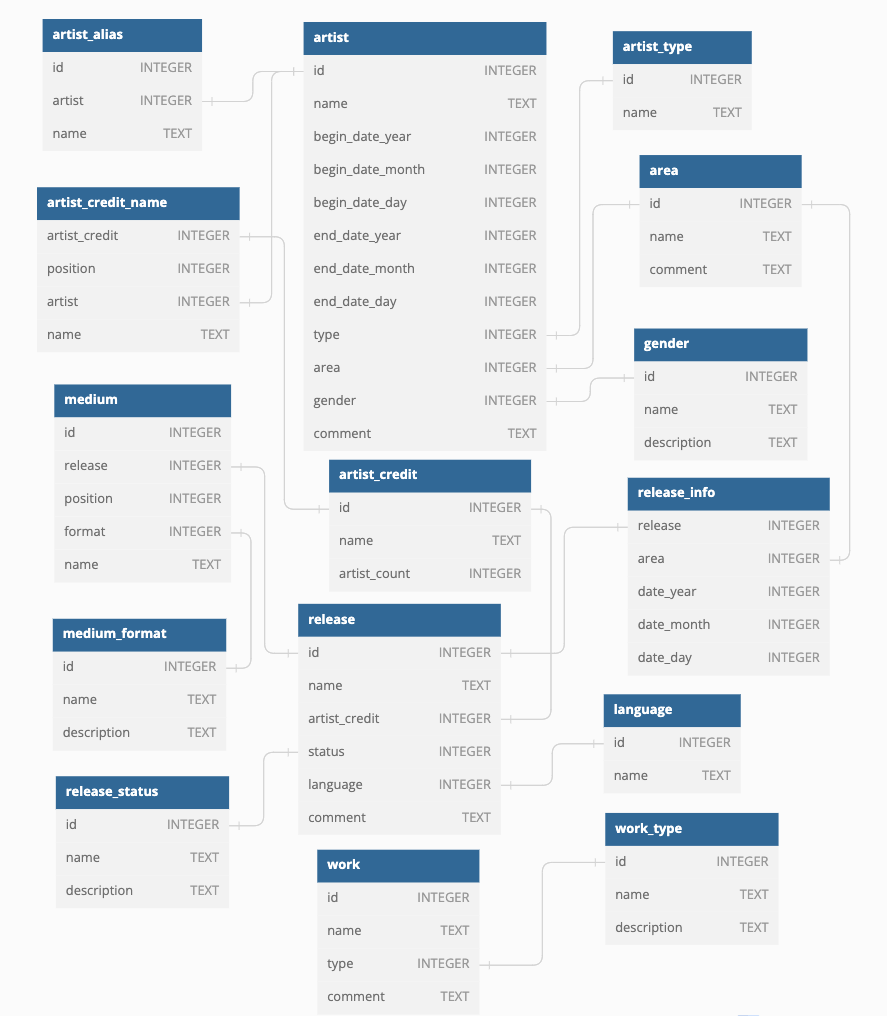 artist_alias
id INTEGER
artist INTEGER
name TEXT
artist
id INTEGER
name TEXT
begin_date_year INTEGER
begin_date_month INTEGER
begin_date_day INTEGER
end_date_year INTEGER
end_date_month INTEGER
end_date_day INTEGER
type INTEGER
area INTEGER
gender INTEGER
comment TEXT
artist_type
id INTEGER
name TEXT
area
id INTEGER
name TEXT
comment TEXT
artist_credit_name
artist_credit INTEGER
position INTEGER
artist INTEGER
name TEXT
gender
id INTEGER
name TEXT
description TEXT
medium
id INTEGER
release INTEGER
position INTEGER
format INTEGER
name TEXT
artist_credit
id INTEGER
name TEXT
artist_count INTEGER
release_info
release INTEGER
area INTEGER
date_year INTEGER
date_month INTEGER
date_day INTEGER
medium_format
id INTEGER
name TEXT
description TEXT
release
id INTEGER
name TEXT
artist_credit INTEGER
status INTEGER
language INTEGER
comment TEXT
language
id INTEGER
name TEXT
release_status
id INTEGER
name TEXT
description TEXT
work
id INTEGER
name TEXT
type INTEGER
comment TEXT
work_type
id INTEGER
name TEXT
description TEXT